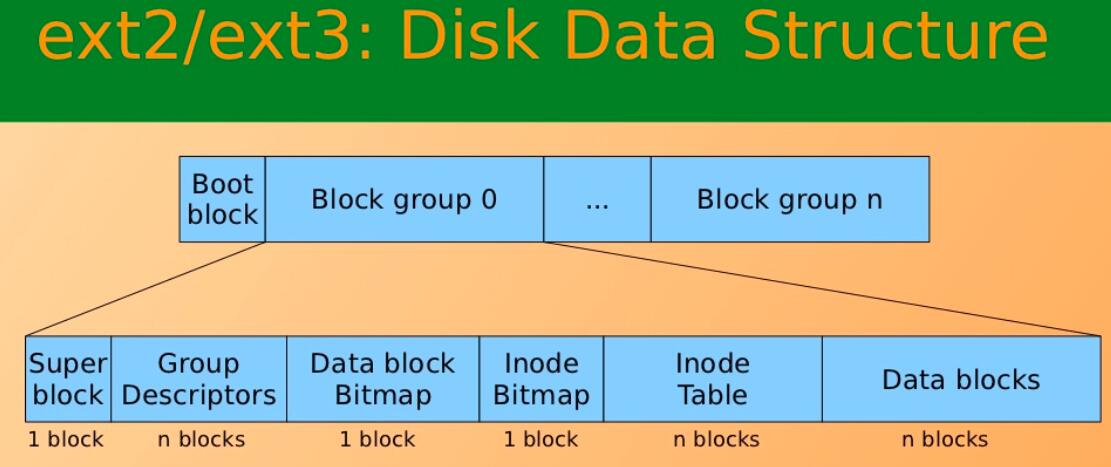 ext2/ext3: Disk Data Structure
Boot
block
Block group 0
...
Block group n
Super
block
Group
Descriptors
Data block
Bitmap
Inode
Bitmap
Inode
Table
Data blocks
1 block
n blocks
1 block
1 block
n blocks
n blocks